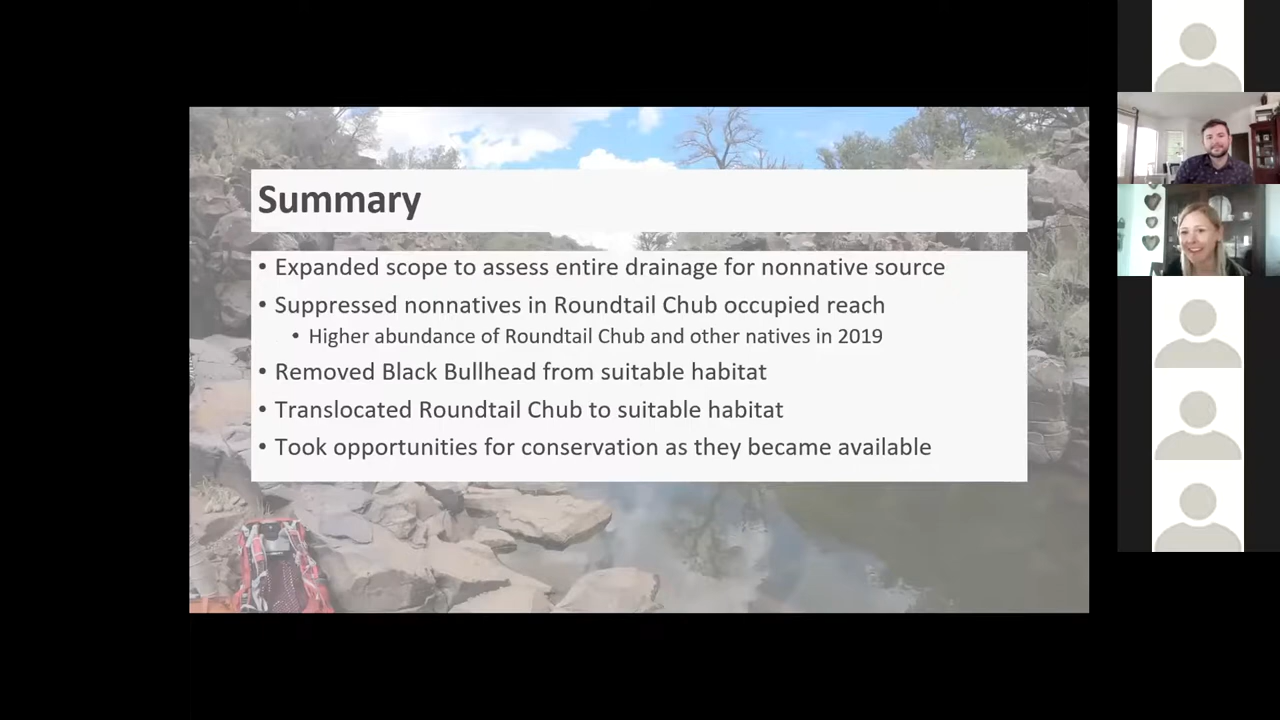 Summary
• Expanded scope to assess entire drainage for nonnative source
• Suppressed nonnatives in Roundtail Chub occupied reach
• Higher abundance of Roundtail Chub and other natives in 2019
• Removed Black Bullhead from suitable habitat
• Translocated Roundtail Chub to suitable habitat
• Took opportunities for conservation as they became available